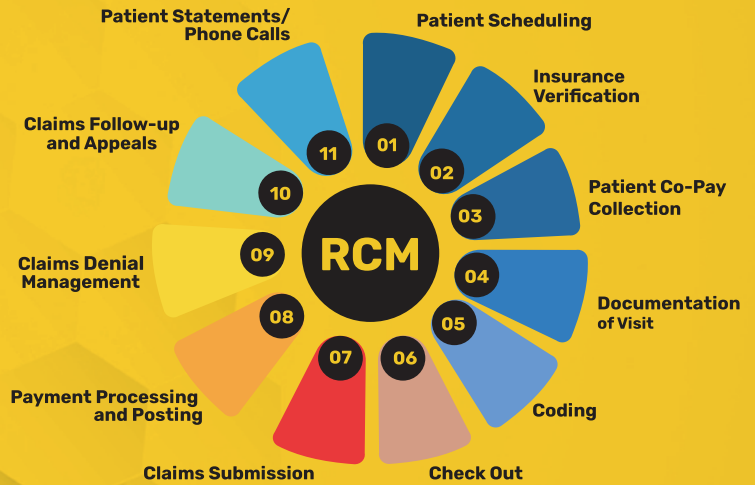 Patient Scheduling
01
Insurance
Verification
02
Patient Co-Pay
Collection
03
Documentation
of Visit
04
Coding
05
Check Out
06
Claims Submission
07
Payment Processing
and Posting
08
Claims Denial
Management
09
Claims Follow-up
and Appeals
10
Patient Statements/
Phone Calls
11
RCM